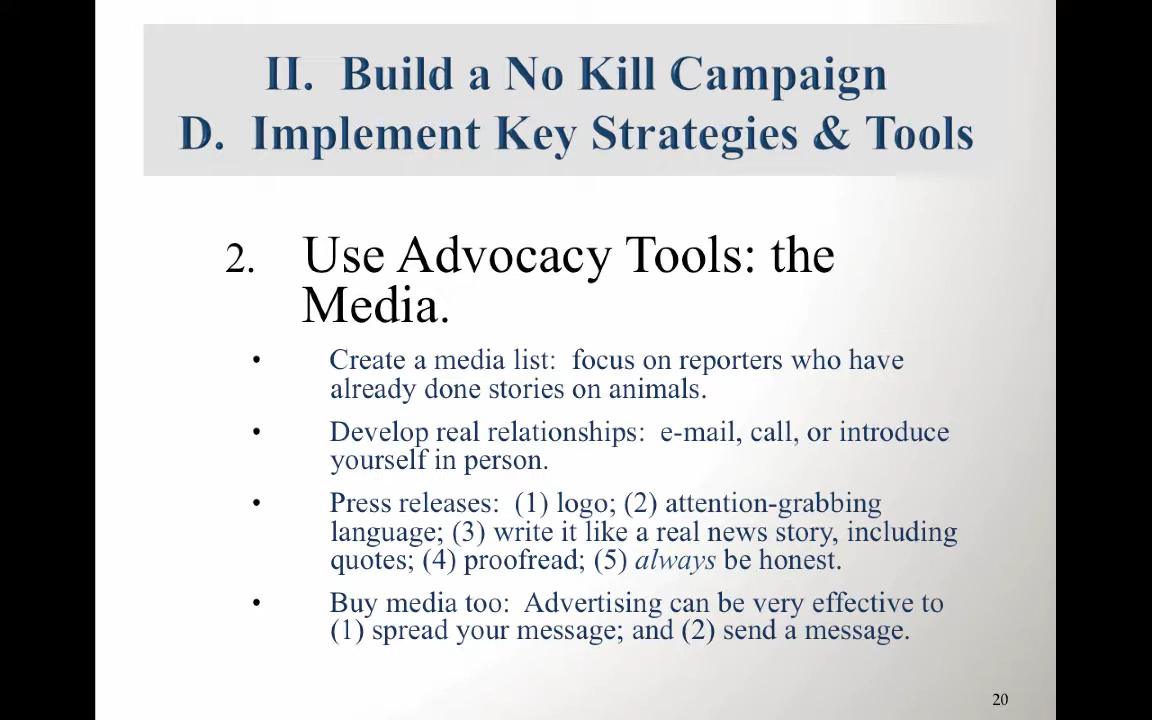 II. Build a No Kill Campaign
D. Implement Key Strategies & Tools
2. Use Advocacy Tools: the
Media.
• Create a media list: focus on reporters who have
already done stories on animals.
• Develop real relationships: e-mail, call, or introduce
yourself in person.
• Press releases: (1) logo; (2) attention-grabbing
language; (3) write it like a real news story, including
quotes; (4) proofread; (5) always be honest.
• Buy media too: Advertising can be very effective to
(1) spread your message; and (2) send a message.
20